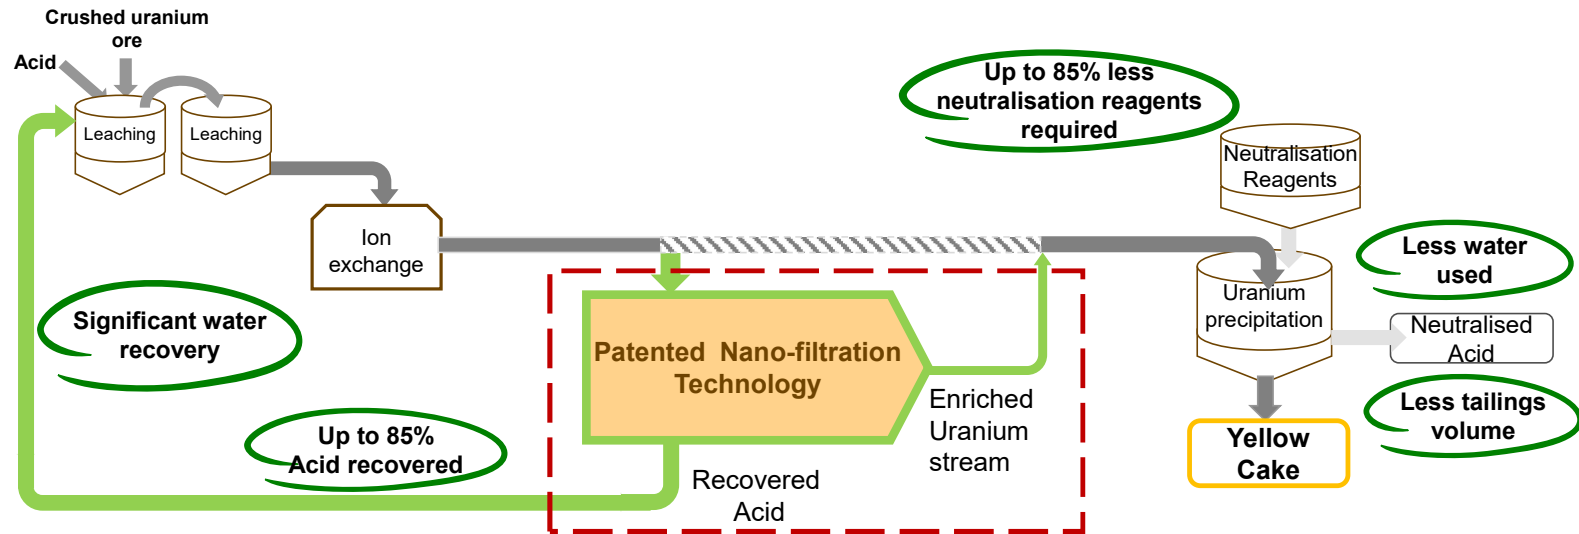 Crushed uranium
ore
Acid
Leaching
Leaching
Ion
exchange
Significant water
recovery
Up to 85%
Acid recovered
Patented  Nano-filtration
Technology
Recovered
Acid
Enriched
Uranium
stream
Up to 85% less
neutralisation reagents
required
Neutralisation
Reagents
Less water
used
Uranium
precipitation
Neutralised
Acid
Less tailings
volume
Yellow
Cake